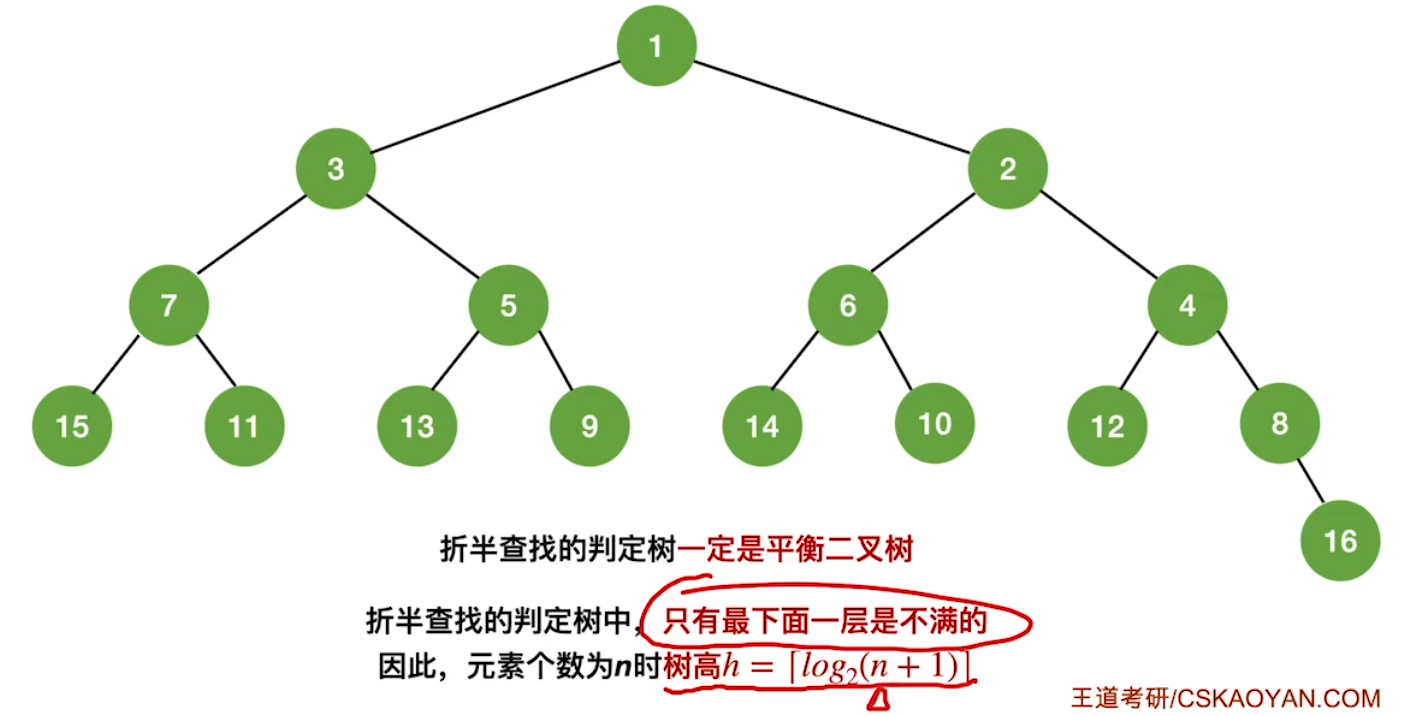 1
3 2
7 5 6 4
15 11 13 9 14 10 12 8
16
折半查找的判定树一定是平衡二叉树
折半查找的判定树中，只有最下面一层是不满的
因此，元素个数为n时树高h = ⌈log₂(n + 1)⌉
王道考研/CSKAOYAN.COM